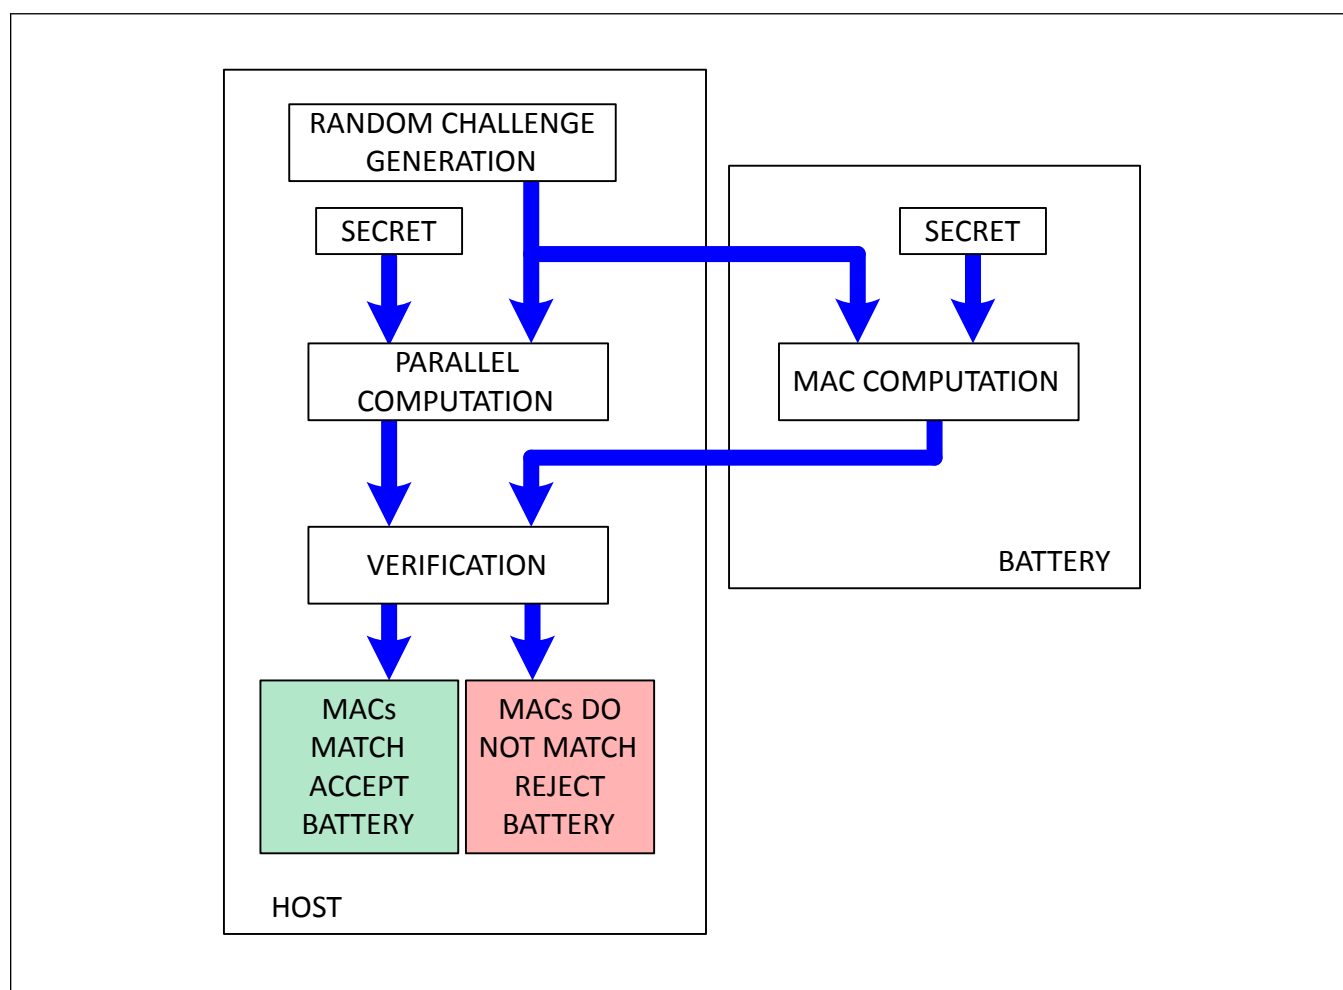 RANDOM CHALLENGE
GENERATION
SECRET
SECRET
PARALLEL
COMPUTATION
MAC COMPUTATION
VERIFICATION
BATTERY
MACs
MATCH
ACCEPT
BATTERY
MACs DO
NOT MATCH
REJECT
BATTERY
HOST